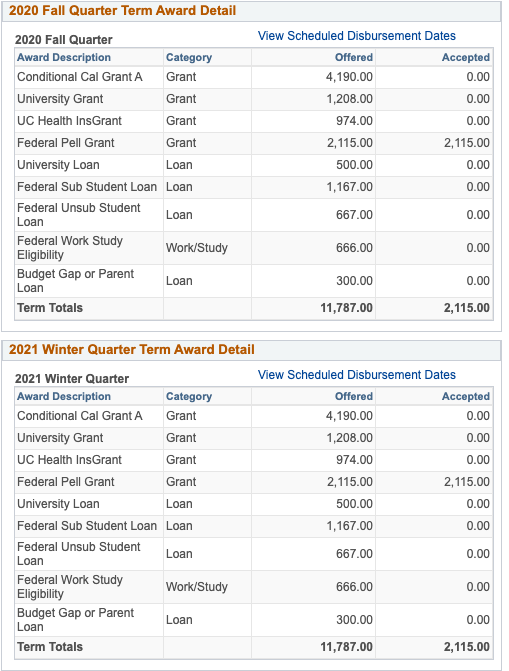 2020 Fall Quarter Term Award Detail
2020 Fall Quarter View Scheduled Disbursement Dates
Award Description Category Offered Accepted
Conditional Cal Grant A Grant 4,190.00 0.00
University Grant Grant 1,208.00 0.00
UC Health InsGrant Grant 974.00 0.00
Federal Pell Grant Grant 2,115.00 2,115.00
University Loan Loan 500.00 0.00
Federal Sub Student Loan Loan 1,167.00 0.00
Federal Unsub Student
Loan Loan 667.00 0.00
Federal Work Study
Eligibility Work/Study 666.00 0.00
Budget Gap or Parent
Loan Loan 300.00 0.00
Term Totals 11,787.00 2,115.00
2021 Winter Quarter Term Award Detail
2021 Winter Quarter View Scheduled Disbursement Dates
Award Description Category Offered Accepted
Conditional Cal Grant A Grant 4,190.00 0.00
University Grant Grant 1,208.00 0.00
UC Health InsGrant Grant 974.00 0.00
Federal Pell Grant Grant 2,115.00 2,115.00
University Loan Loan 500.00 0.00
Federal Sub Student Loan Loan 1,167.00 0.00
Federal Unsub Student
Loan Loan 667.00 0.00
Federal Work Study
Eligibility Work/Study 666.00 0.00
Budget Gap or Parent
Loan Loan 300.00 0.00
Term Totals 11,787.00 2,115.00